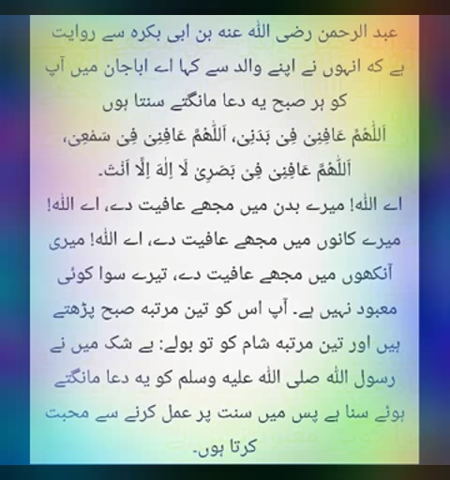 عبد الرحمن رضی اللہ عنہ بن ابی بکرہ سے روایت
ہے کہ انہوں نے اپنے والد سے کہا اے اباجان میں آپ
کو ہر صبح یہ دعا مانگتے سنتا ہوں
اَللّٰهُمَّ عَافِنِیْ فِیْ بَدَنِیْ، اَللّٰهُمَّ عَافِنِیْ فِیْ سَمْعِیْ،
اَللّٰهُمَّ عَافِنِیْ فِیْ بَصَرِیْ لَا اِلٰهَ اِلَّا اَنْتَ۔
اے اللہ! میرے بدن میں مجھے عافیت دے، اے اللہ!
میرے کانوں میں مجھے عافیت دے، اے اللہ! میری
آنکھوں میں مجھے عافیت دے، تیرے سوا کوئی
معبود نہیں ہے۔ آپ اس کو تین مرتبہ صبح پڑھتے
ہیں اور تین مرتبہ شام کو تو بولے: بے شک میں نے
رسول اللہ صلی اللہ علیہ وسلم کو یہ دعا مانگتے
ہوئے سنا ہے پس میں سنت پر عمل کرنے سے محبت
کرتا ہوں۔